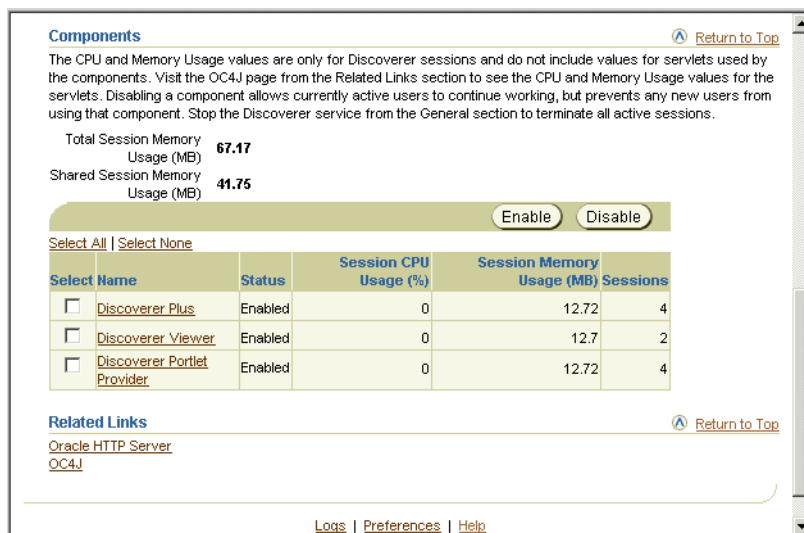 Components
Return to Top
The CPU and Memory Usage values are only for Discoverer sessions and do not include values for servlets used by
the components. Visit the OC4J page from the Related Links section to see the CPU and Memory Usage values for the
servlets. Disabling a component allows currently active users to continue working, but prevents any new users from
using that component. Stop the Discoverer service from the General section to terminate all active sessions.
Total Session Memory
Usage (MB) 67.17
Shared Session Memory
Usage (MB) 41.75
Enable Disable
Select All | Select None
Session CPU Session Memory
Select Name Status Usage (%) Usage (MB) Sessions
Discoverer Plus Enabled 0 12.72 4
Discoverer Viewer Enabled 0 12.7 2
Discoverer Portlet
Provider Enabled 0 12.72 4
Related Links
Return to Top
Oracle HTTP Server
OC4J
Logs | Preferences | Help